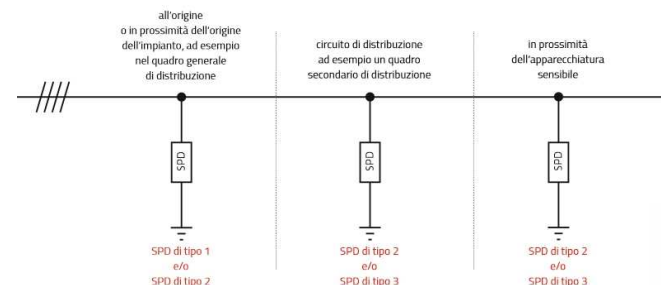 all'origine
o in prossimità dell'origine
dell'impianto, ad esempio
nel quadro generale
di distribuzione
circuito di distribuzione
ad esempio un quadro
secondario di distribuzione
in prossimità
dell'apparecchiatura
sensibile
SPD
SPD
SPD
SPD di tipo 1
e/o
SPD di tipo 2
SPD di tipo 2
e/o
SPD di tipo 3
SPD di tipo 2
e/o
SPD di tipo 3